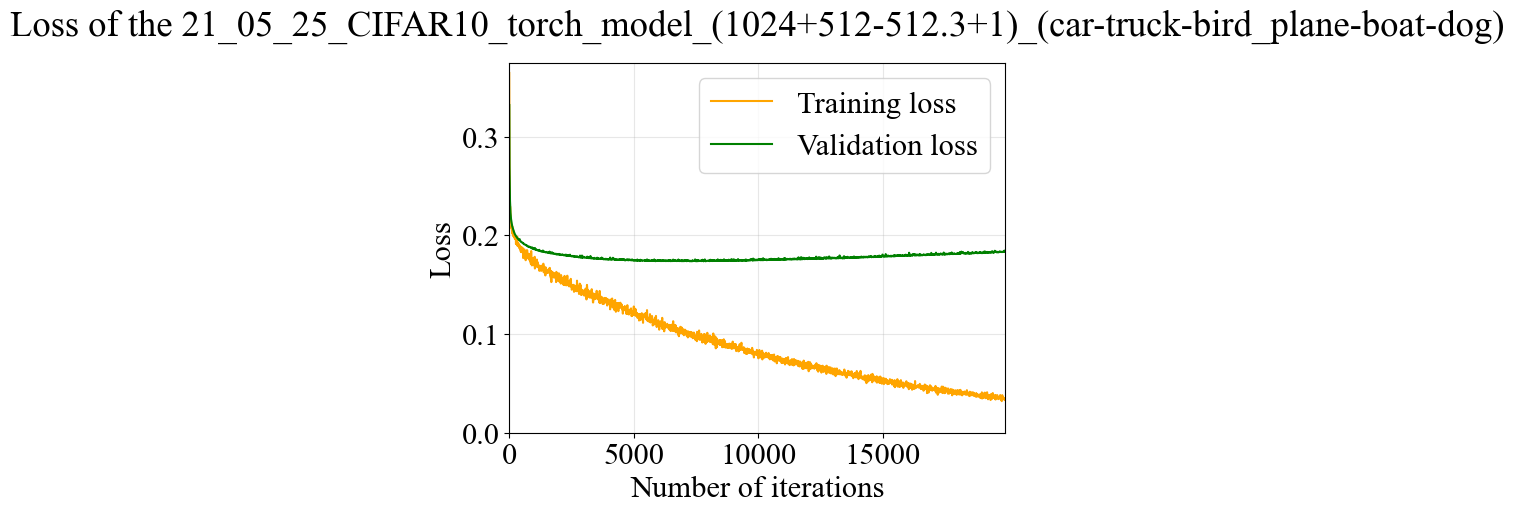 Loss of the 21_05_25_CIFAR10_torch_model_(1024+512-512.3+1)_(car-truck-bird_plane-boat-dog)
Training loss
Validation loss
Loss
0.3
0.2
0.1
0.0
0 5000 10000 15000
Number of iterations